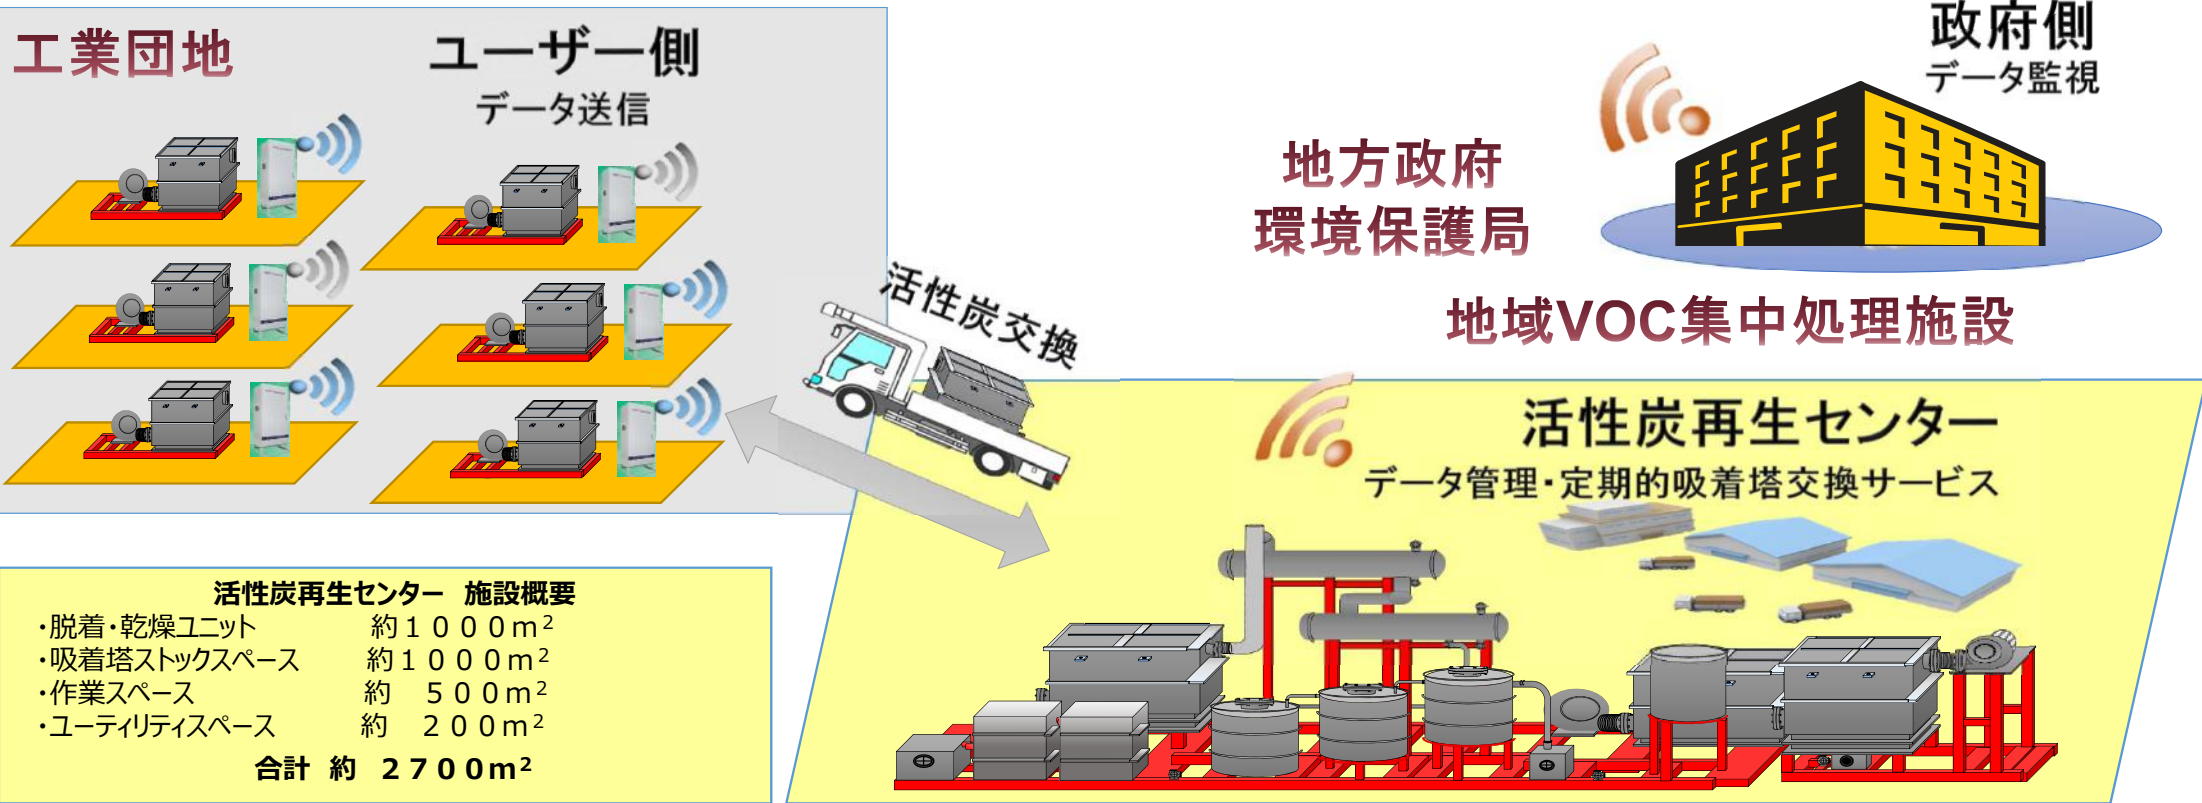 工業団地
ユーザー側
データ送信
政府側
データ監視
地方政府
環境保護局
活性炭交換
地域VOC集中処理施設
活性炭再生センター
データ管理・定期的吸着塔交換サービス
活性炭再生センター 施設概要
・脱着・乾燥ユニット 約1000m²
・吸着塔ストックスペース 約1000m²
・作業スペース 約 500m²
・ユーティリティスペース 約 200m²
合計 約 2700m²